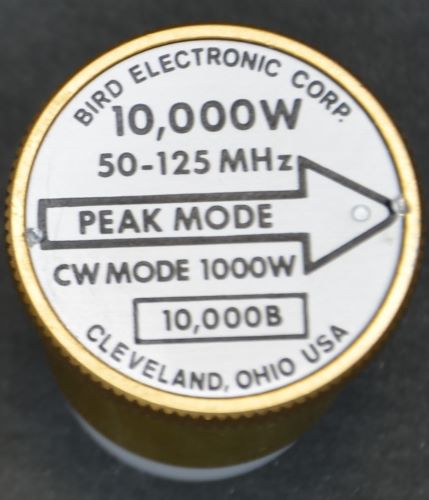 BIRD ELECTRONIC CORP.
10,000W
50-125 MHz
PEAK MODE
CW MODE 1000W
10,000B
CLEVELAND, OHIO USA